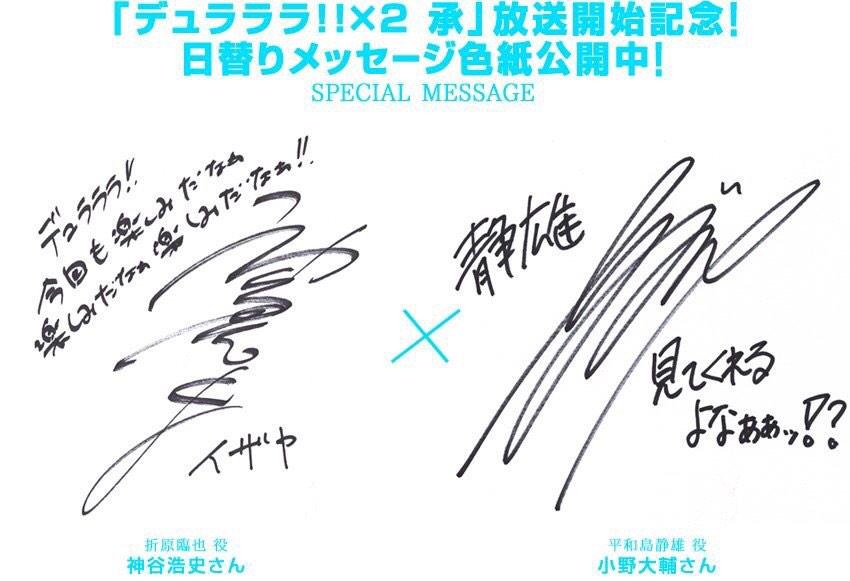 「デュラララ!!×2 承」放送開始記念!
日替りメッセージ色紙公開中!
SPECIAL MESSAGE
デュラララ!!
今回も楽しみだなぁ
楽しみだなぁ楽しみだなぁ!!
イザヤ
×
静雄
見てくれる
よなぁぁッ!!?
折原臨也 役
神谷浩史さん
平和島静雄 役
小野大輔さん